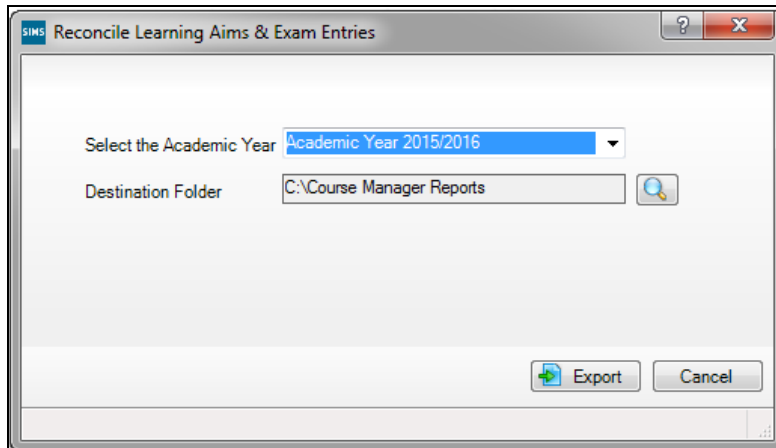 SIMS Reconcile Learning Aims & Exam Entries
Select the Academic Year Academic Year 2015/2016
Destination Folder C:\Course Manager Reports
Export Cancel